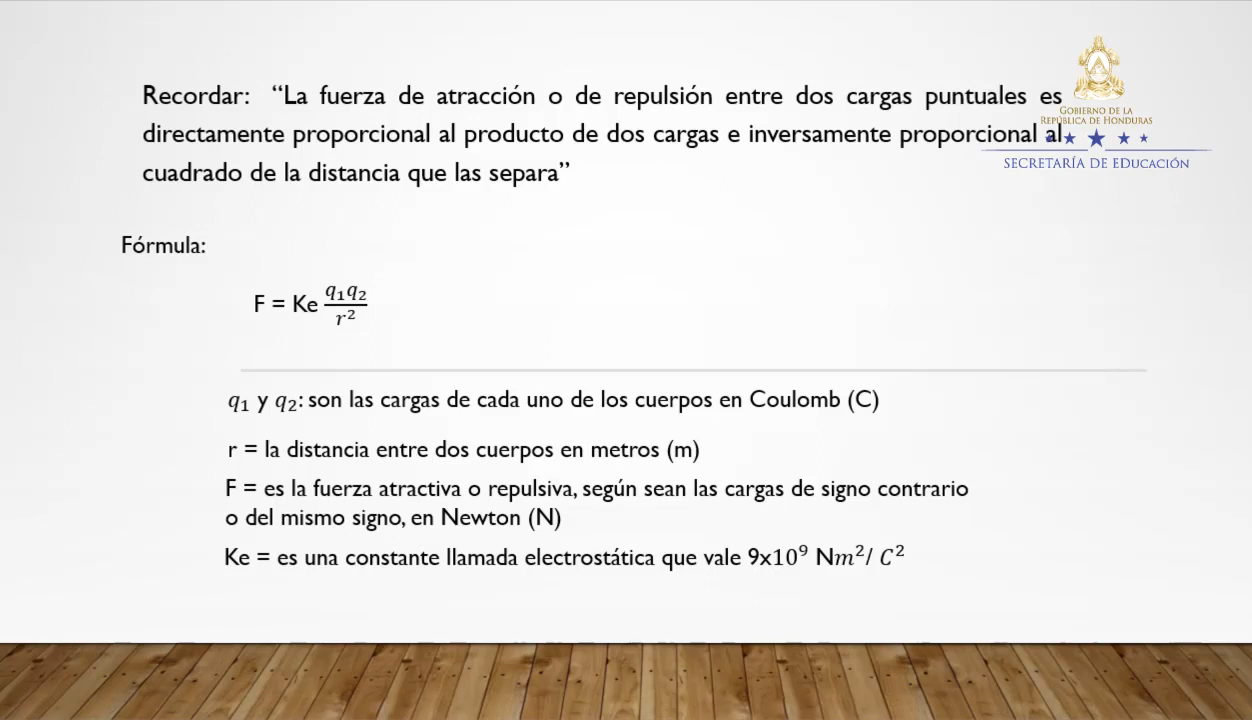 Recordar: “La fuerza de atracción o de repulsión entre dos cargas puntuales es
directamente proporcional al producto de dos cargas e inversamente proporcional al
cuadrado de la distancia que las separa”
GOBIERNO DE LA
REPÚBLICA DE HONDURAS
SECRETARÍA DE EDUCACIÓN
Fórmula:
F = Ke q₁q₂/r²
q₁ y q₂: son las cargas de cada uno de los cuerpos en Coulomb (C)
r = la distancia entre dos cuerpos en metros (m)
F = es la fuerza atractiva o repulsiva, según sean las cargas de signo contrario
o del mismo signo, en Newton (N)
Ke = es una constante llamada electrostática que vale 9x10⁹ Nm²/ C²